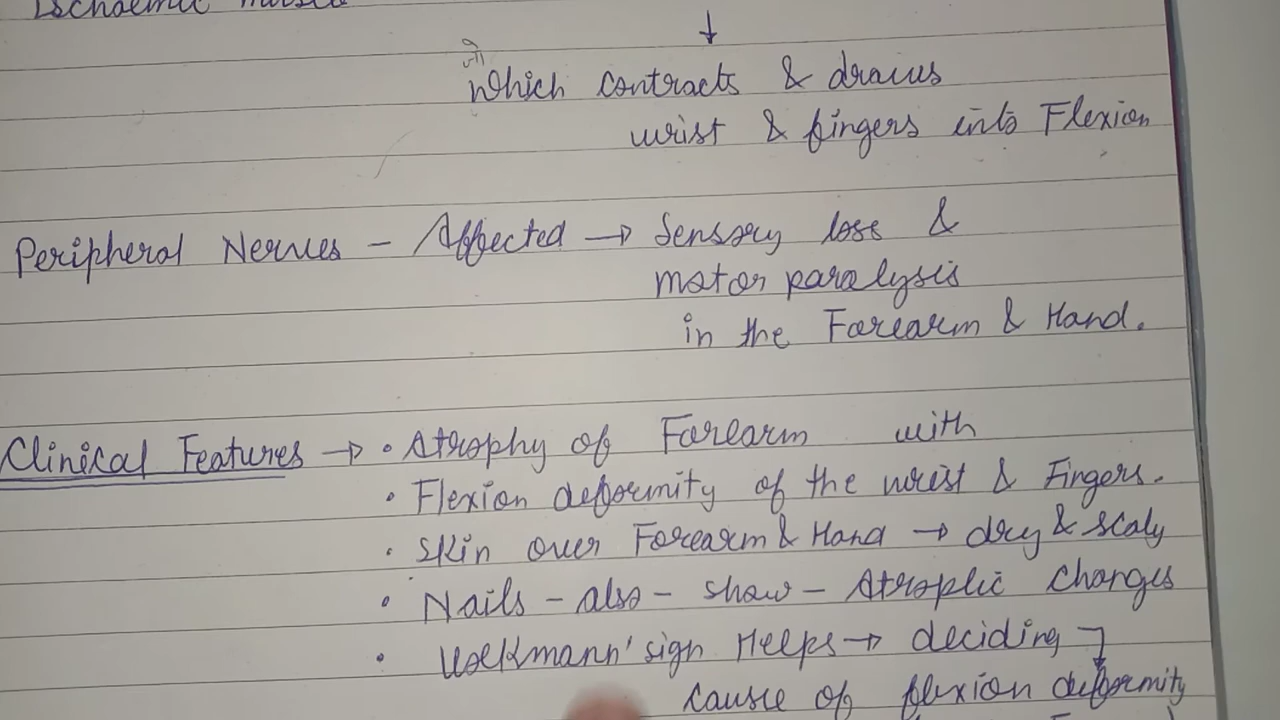 Ischaemic muscle
↓
which contracts & draws
wrist & fingers into Flexion
Peripheral Nerves - Affected → Sensory loss &
motor paralysis
in the Forearm & Hand.
Clinical Features → • Atrophy of Forearm with
• Flexion deformity of the wrist & Fingers.
• Skin over Forearm & Hand → dry & scaly
• Nails - also - show - Atrophic Changes
• Volkmann' sign Helps → deciding
cause of flexion deformity